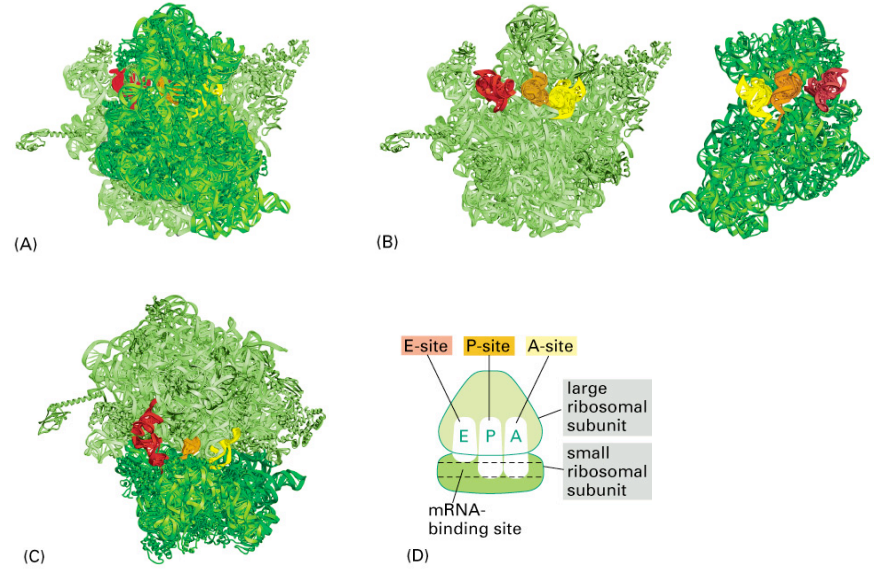 (A)
(B)
(C)
E-site
P-site
A-site
E
P
A
large
ribosomal
subunit
small
ribosomal
subunit
mRNA-
binding site
(D)